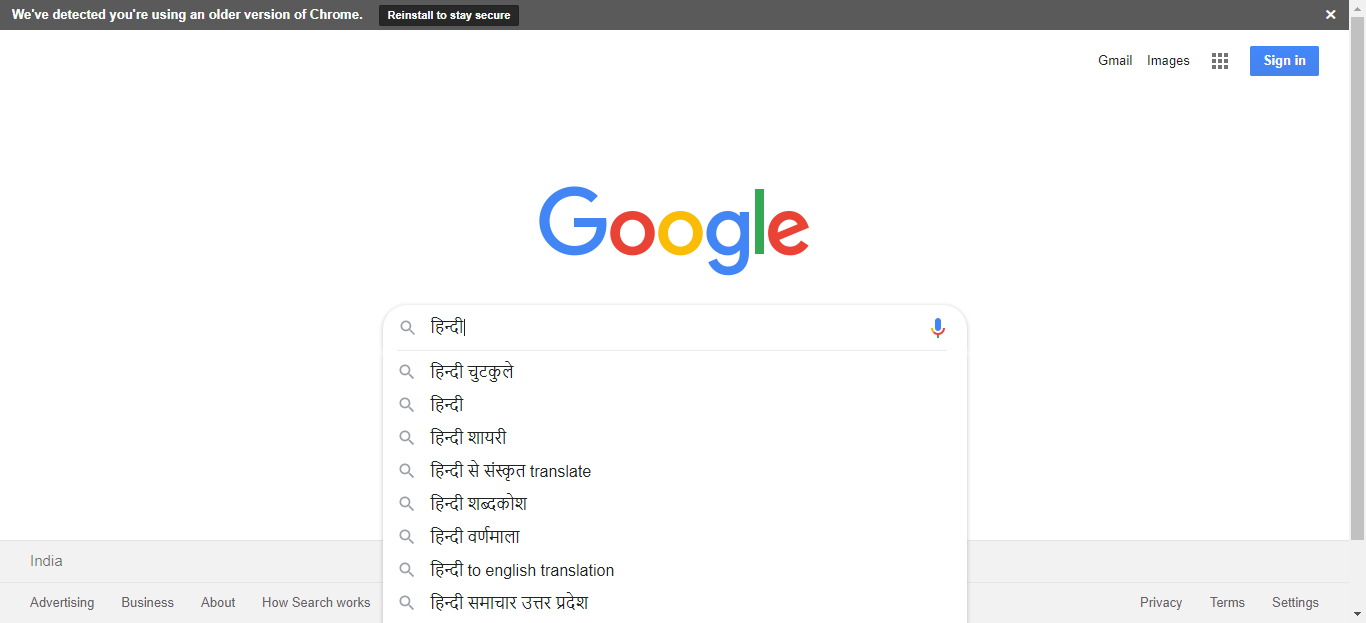 We've detected you're using an older version of Chrome. Reinstall to stay secure
Gmail Images Sign in
Google
हिन्दी
हिन्दी चुटकुले
हिन्दी
हिन्दी शायरी
हिन्दी से संस्कृत translate
हिन्दी शब्दकोश
हिन्दी वर्णमाला
हिन्दी to english translation
हिन्दी समाचार उत्तर प्रदेश
India
Advertising Business About How Search works Privacy Terms Settings